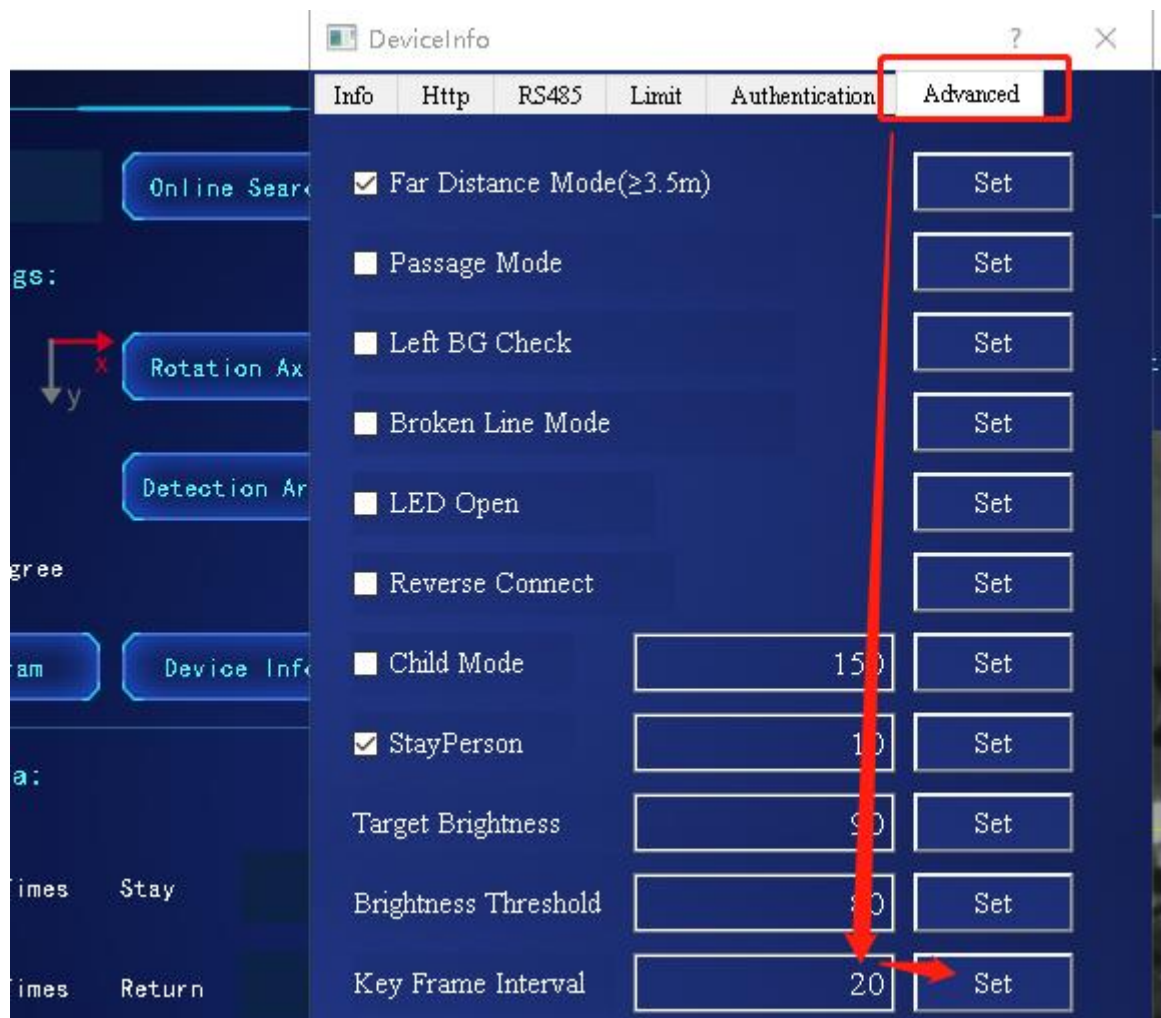 DeviceInfo ?
Info Http RS485 Limit Authentication Advanced
Online
Far Distance Mode(≥3.5m) Set
Passage Mode Set
gs:
Left BG Check Set
x
Rotation Ax
y
Broken Line Mode Set
Detection Ar
LED Open Set
gree
Reverse Connect Set
am Device
Child Mode 150 Set
StayPerson 10 Set
a:
Target Brightness 90 Set
imes Stay
Brightness Threshold Set
imes Return
Key Frame Interval 20 Set